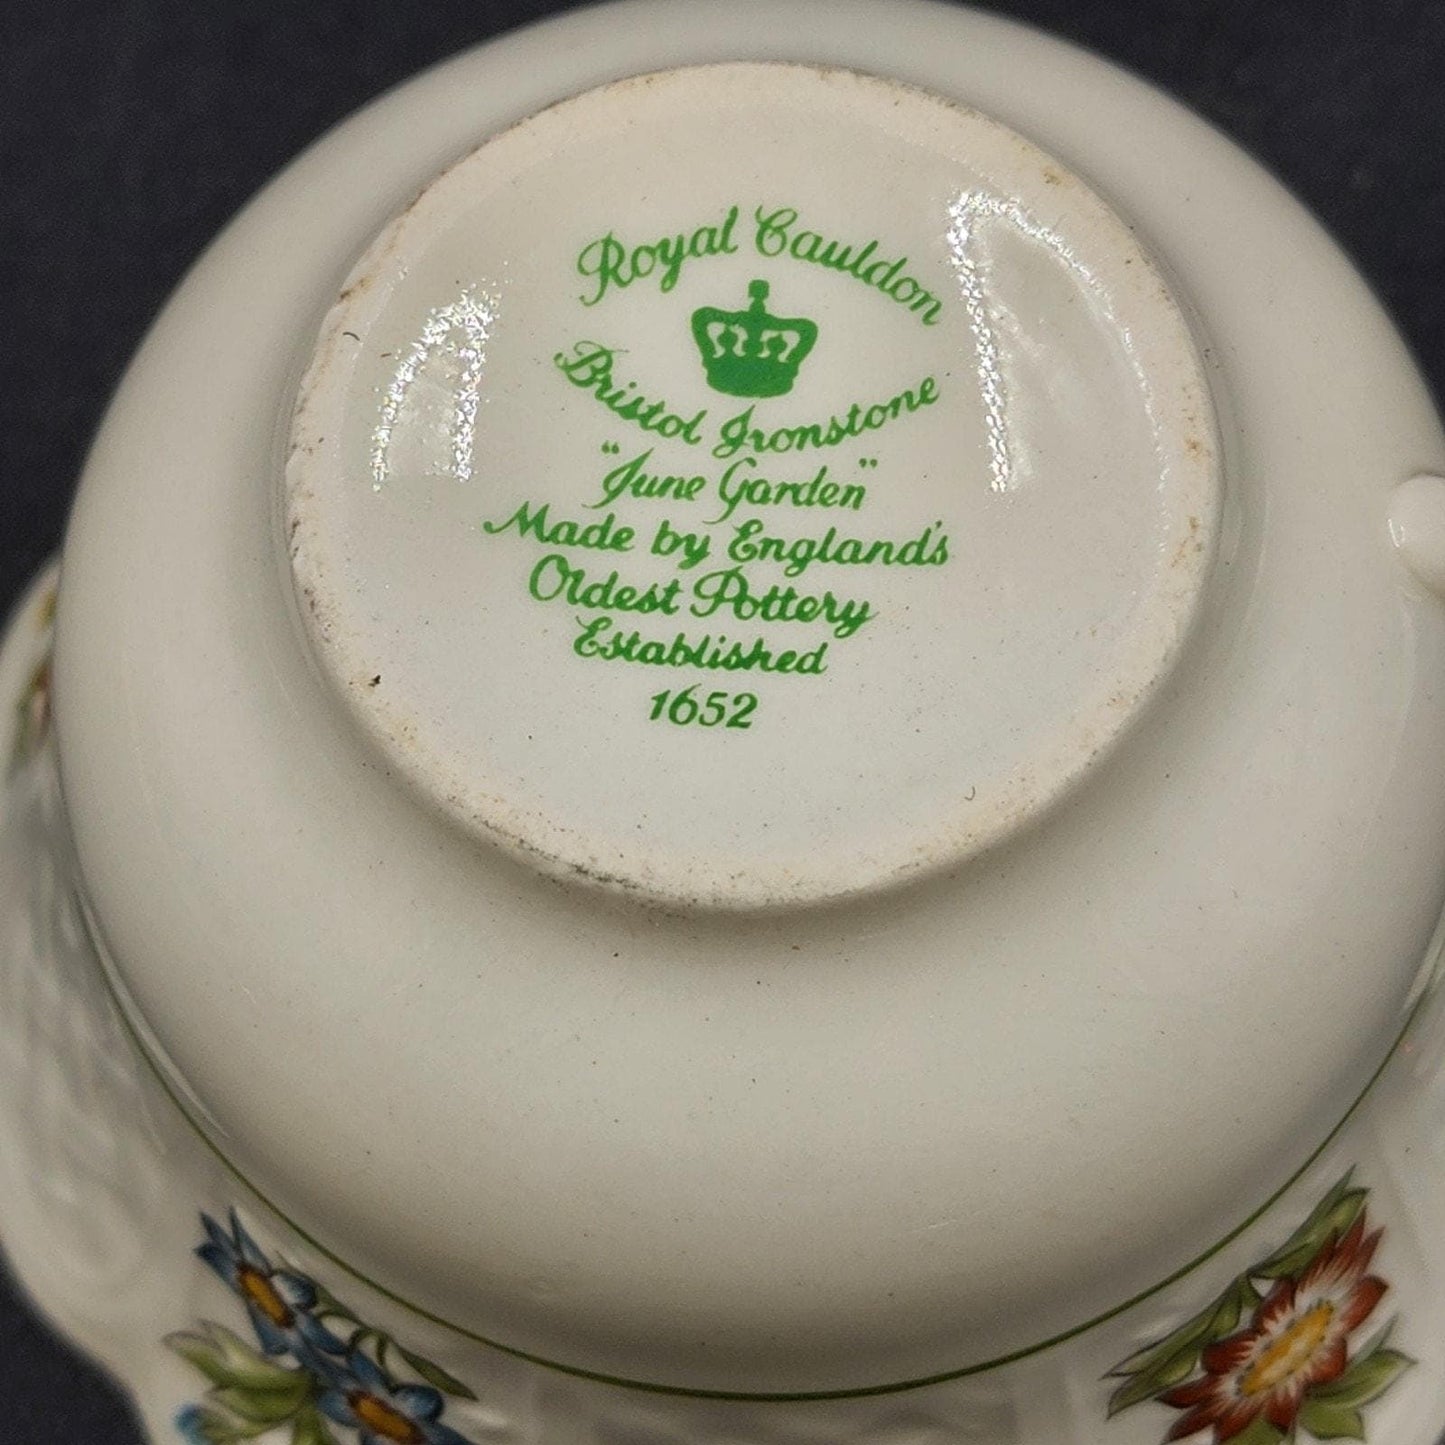 Royal Cauldon
Bristol Ironstone
"June Garden"
Made by England's
Oldest Pottery
Established
1652